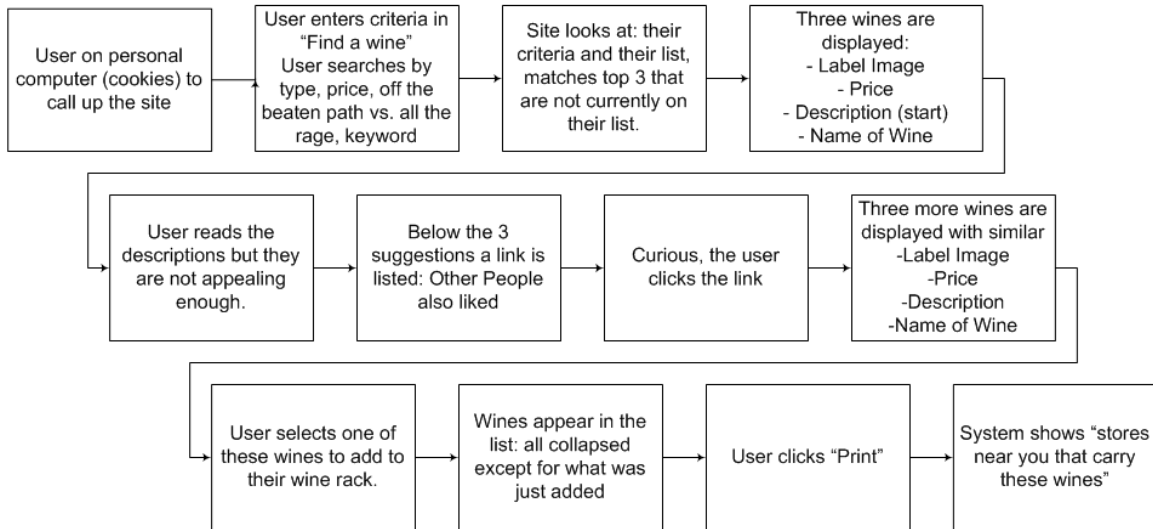 User on personal
computer (cookies) to
call up the site
User enters criteria in
“Find a wine”
User searches by
type, price, off the
beaten path vs. all the
rage, keyword
Site looks at: their
criteria and their list,
matches top 3 that
are not currently on
their list.
Three wines are
displayed:
- Label Image
- Price
- Description (start)
- Name of Wine
User reads the
descriptions but they
are not appealing
enough.
Below the 3
suggestions a link is
listed: Other People
also liked
Curious, the user
clicks the link
Three more wines are
displayed with similar
-Label Image
-Price
-Description
-Name of Wine
User selects one of
these wines to add to
their wine rack.
Wines appear in the
list: all collapsed
except for what was
just added
User clicks “Print”
System shows “stores
near you that carry
these wines”